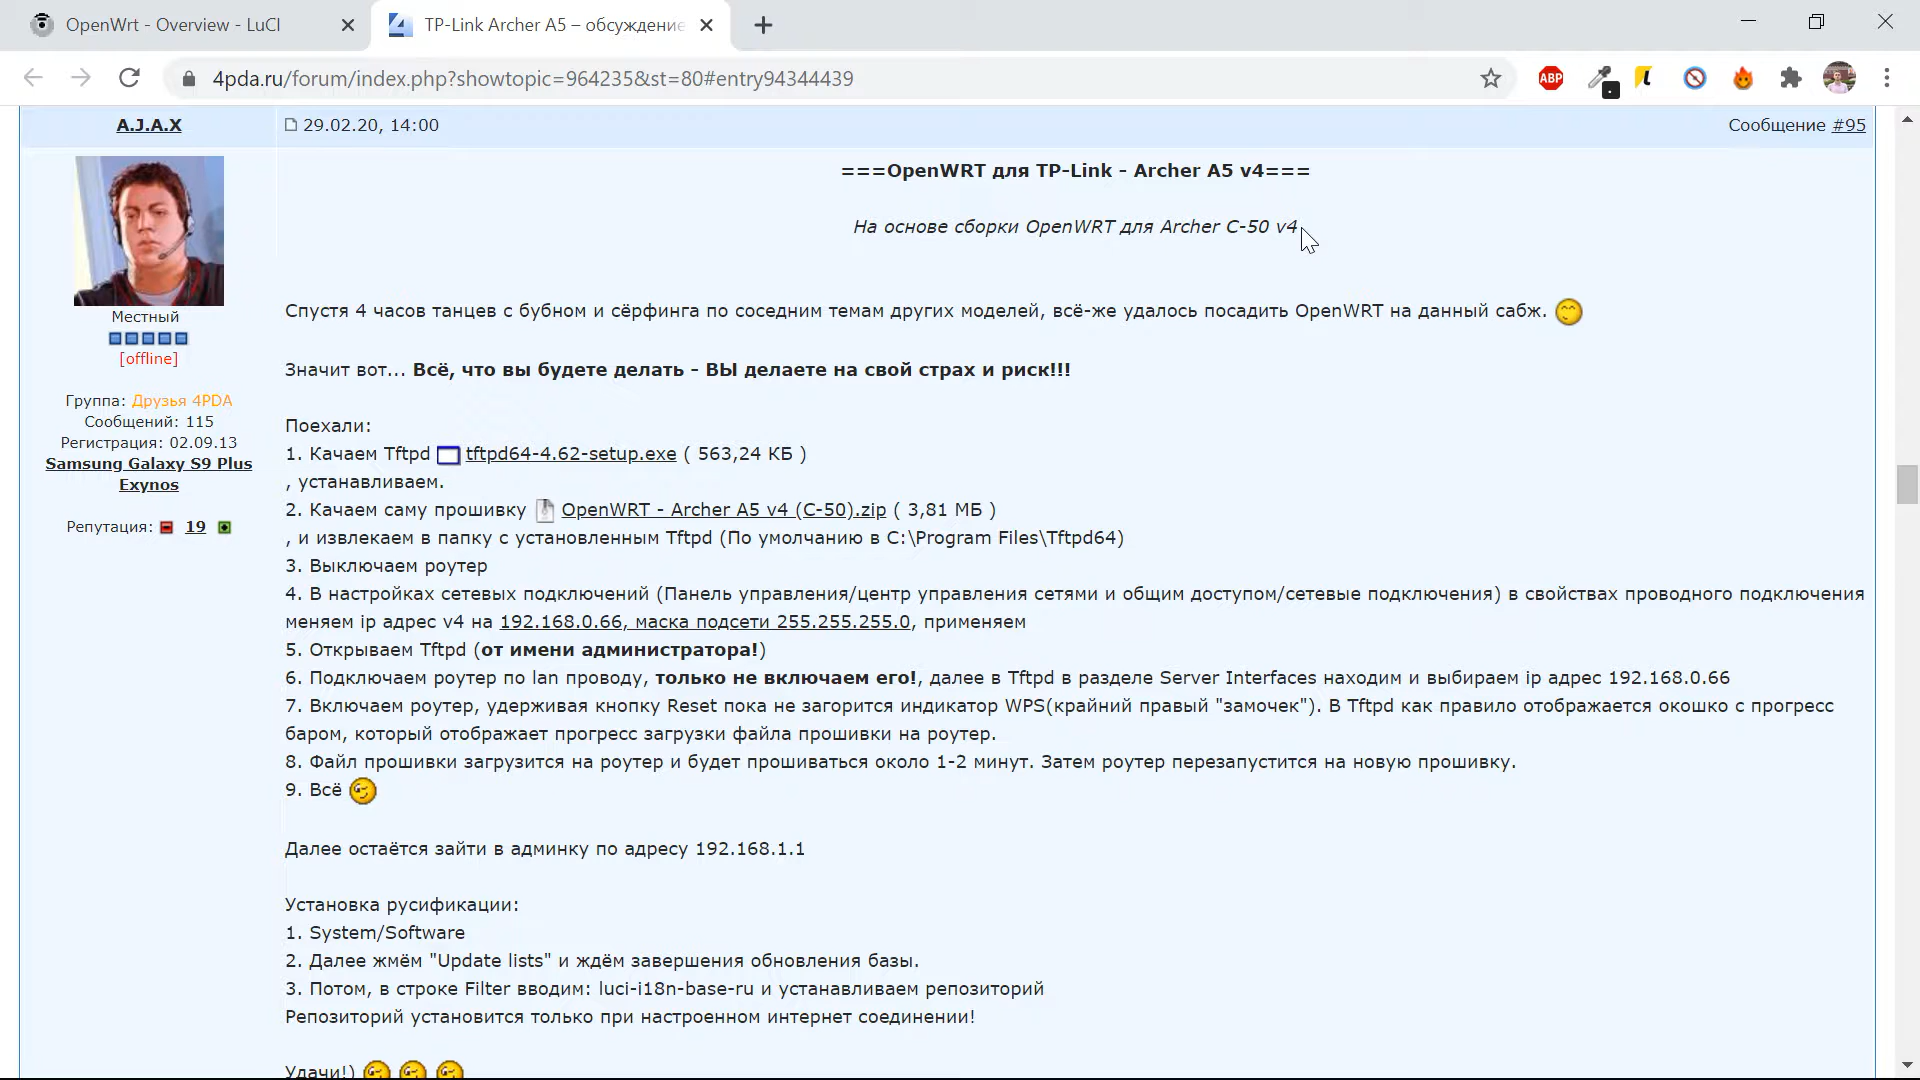 OpenWrt - Overview - LuCI
TP-Link Archer A5 – обсуждение
4pda.ru/forum/index.php?showtopic=964235&st=80#entry94344439
ABP
A.J.A.X
29.02.20, 14:00
Сообщение #95
===OpenWRT для TP-Link - Archer A5 v4===
На основе сборки OpenWRT для Archer C-50 v4
Местный
[offline]
Группа: Друзья 4PDA
Сообщений: 115
Регистрация: 02.09.13
Samsung Galaxy S9 Plus
Exynos
Репутация: 19
Спустя 4 часов танцев с бубном и сёрфинга по соседним темам других моделей, всё-же удалось посадить OpenWRT на данный сабж.
Значит вот... Всё, что вы будете делать - ВЫ делаете на свой страх и риск!!!
Поехали:
1. Качаем Tftpd tftpd64-4.62-setup.exe ( 563,24 КБ )
, устанавливаем.
2. Качаем саму прошивку OpenWRT - Archer A5 v4 (C-50).zip ( 3,81 МБ )
, и извлекаем в папку с установленным Tftpd (По умолчанию в C:\Program Files\Tftpd64)
3. Выключаем роутер
4. В настройках сетевых подключений (Панель управления/центр управления сетями и общим доступом/сетевые подключения) в свойствах проводного подключения
меняем ip адрес v4 на 192.168.0.66, маска подсети 255.255.255.0, применяем
5. Открываем Tftpd (от имени администратора!)
6. Подключаем роутер по lan проводу, только не включаем его!, далее в Tftpd в разделе Server Interfaces находим и выбираем ip адрес 192.168.0.66
7. Включаем роутер, удерживая кнопку Reset пока не загорится индикатор WPS(крайний правый "замочек"). В Tftpd как правило отображается окошко с прогресс
баром, который отображает прогресс загрузки файла прошивки на роутер.
8. Файл прошивки загрузится на роутер и будет прошиваться около 1-2 минут. Затем роутер перезапустится на новую прошивку.
9. Всё
Далее остаётся зайти в админку по адресу 192.168.1.1
Установка русификации:
1. System/Software
2. Далее жмём "Update lists" и ждём завершения обновления базы.
3. Потом, в строке Filter вводим: luci-i18n-base-ru и устанавливаем репозиторий
Репозиторий установится только при настроенном интернет соединении!
Удачи!)